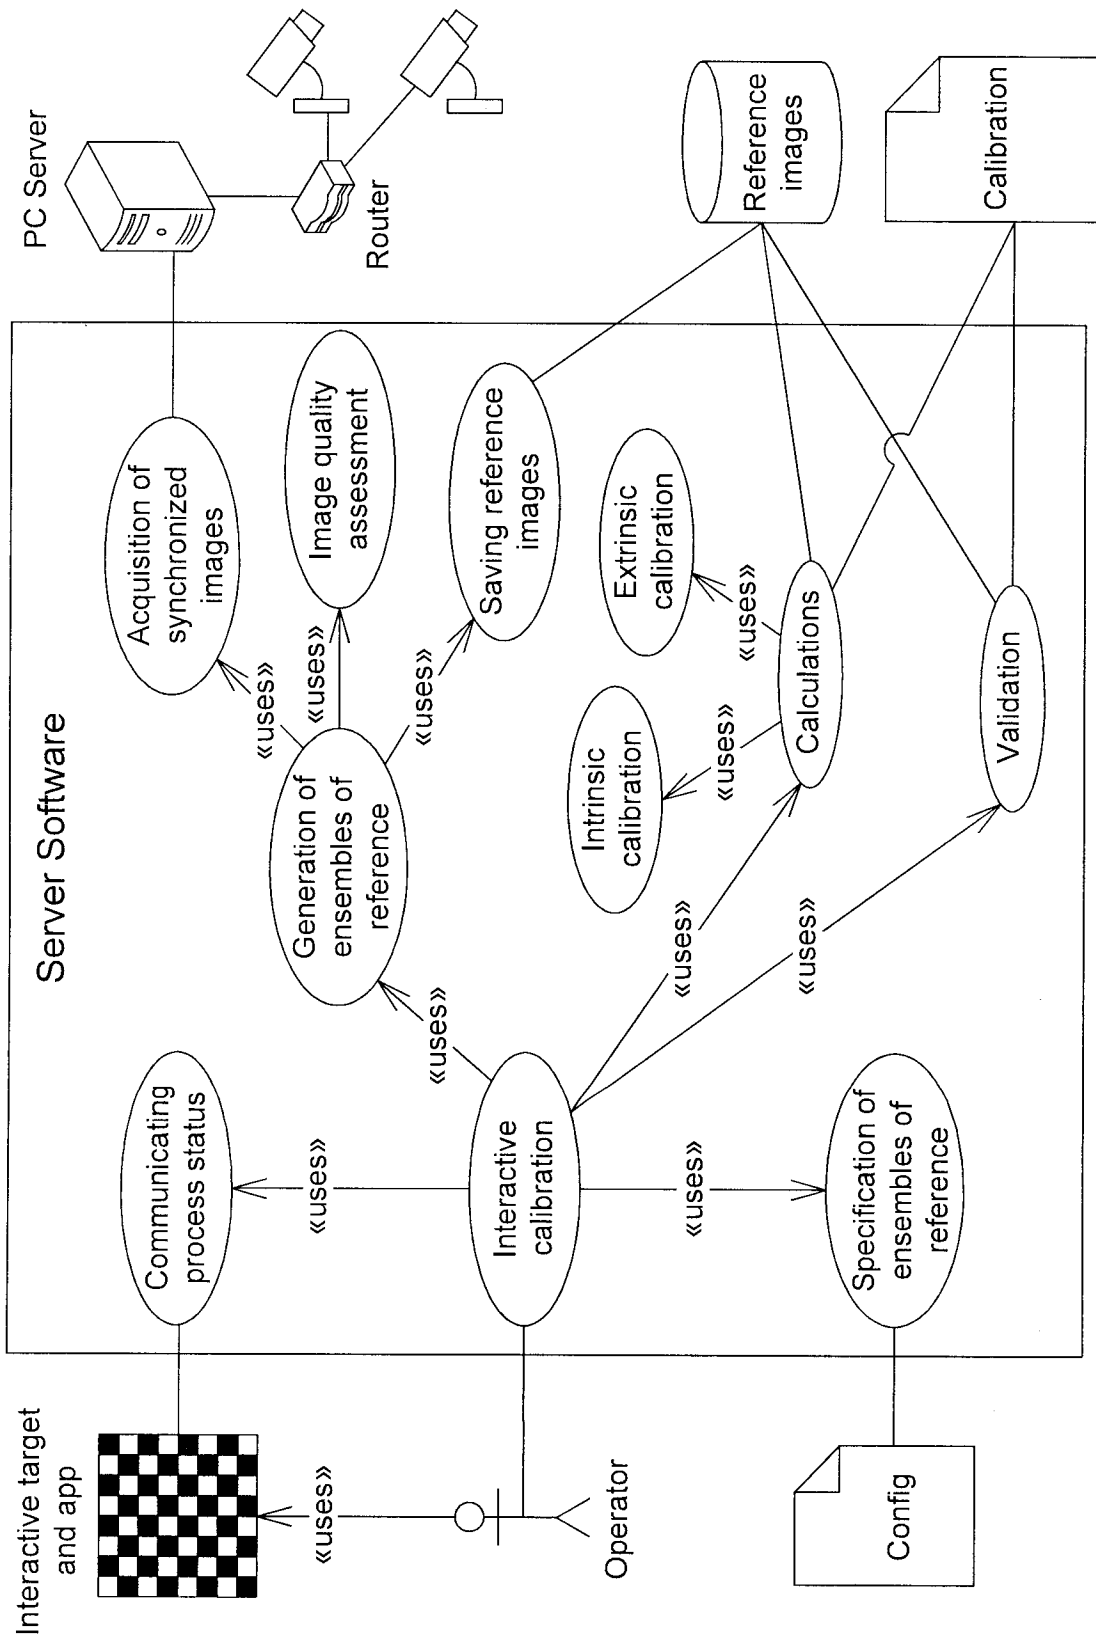 Interactive target
and app
«uses»
Operator
Config
Server Software
Communicating
process status
«uses»
Interactive
calibration
«uses»
Specification of
ensembles of
reference
«uses»
Generation of
ensembles of
reference
«uses»
«uses»
«uses»
Acquisition of
synchronized
images
Image quality
assessment
Saving reference
images
«uses»
«uses»
Intrinsic
calibration
Extrinsic
calibration
«uses»
«uses»
Calculations
Validation
PC Server
Router
Reference
images
Calibration